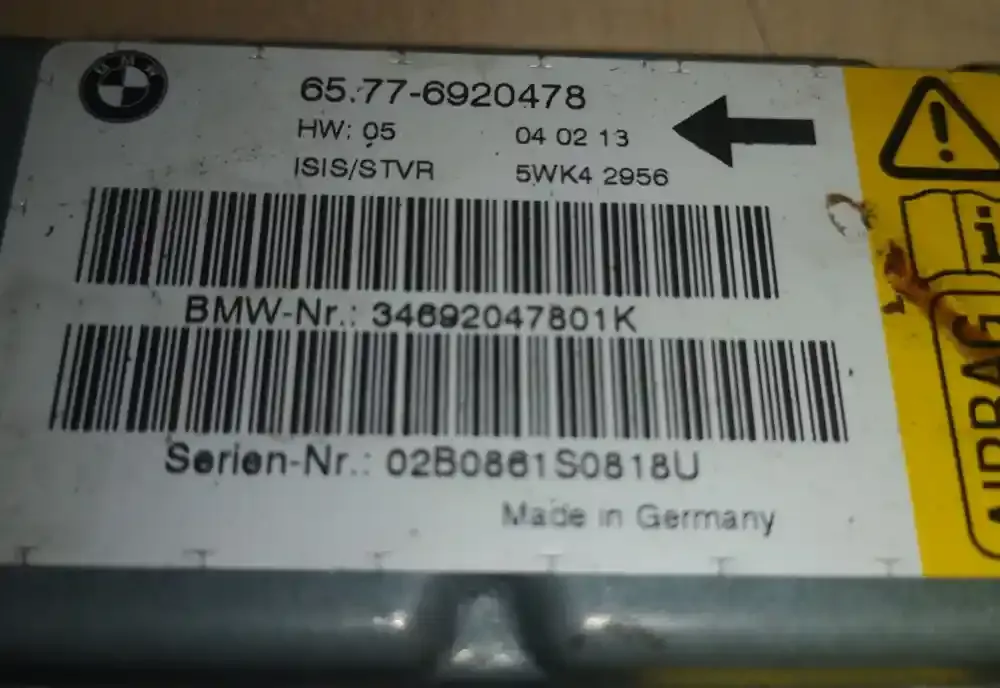 BMW
65.77-6920478
HW: 05 04 02 13
ISIS/STVR 5WK4 2956
BMW-Nr.: 34692047801K
Serien-Nr.: 02B0861S0818U
Made in Germany
AIRBAG